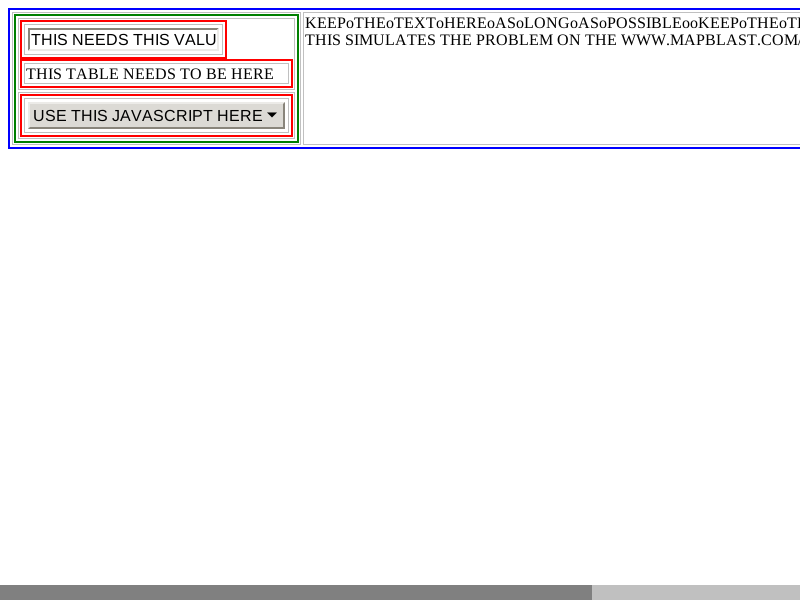 THIS NEEDS THIS VALU
THIS TABLE NEEDS TO BE HERE
USE THIS JAVASCRIPT HERE
KEEPoTHEoTEXToHEREoASoLONGoASoPOSSIBLEooKEEPoTHEoTE
THIS SIMULATES THE PROBLEM ON THE WWW.MAPBLAST.COM/